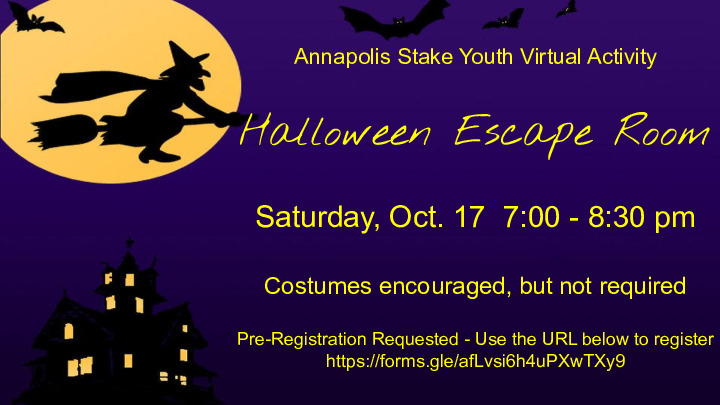 Annapolis Stake Youth Virtual Activity
Halloween Escape Room
Saturday, Oct. 17 7:00 - 8:30 pm
Costumes encouraged, but not required
Pre-Registration Requested - Use the URL below to register
https://forms.gle/afLvsi6h4uPXwTXy9